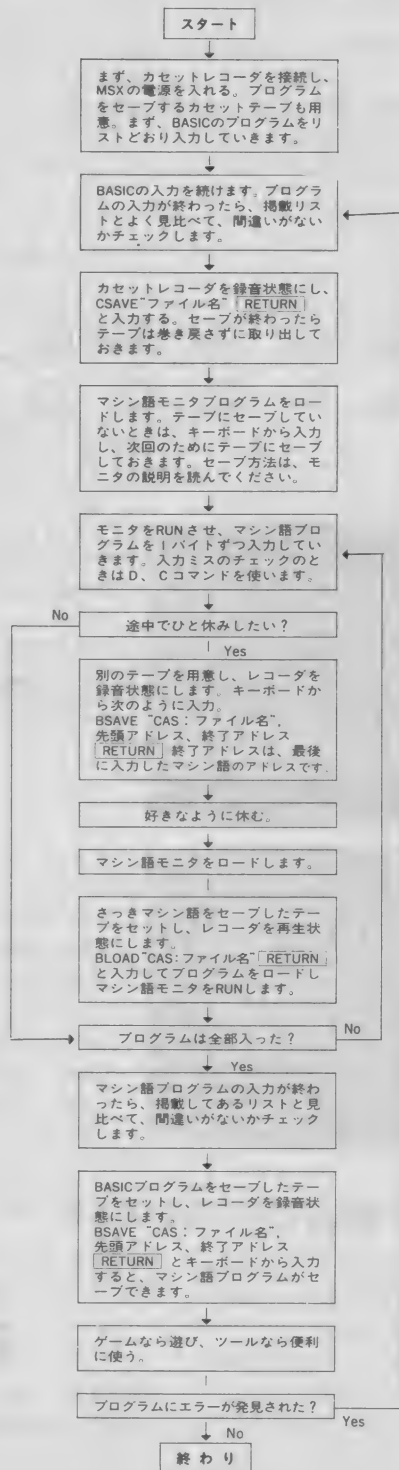 スタート
まず、カセットレコーダを接続し、
MSXの電源を入れる。プログラム
をセーブするカセットテープも用
意。まず、BASICのプログラムをリ
ストどおり入力していきます。
BASICの入力を続けます。プログラ
ムの入力が終わったら、掲載リス
トとよく見比べて、間違いがない
かチェックします。
カセットレコーダを録音状態にし、
CSAVE"ファイル名" RETURN
と入力する。セーブが終わったら
テープは巻き戻さずに取り出して
おきます。
マシン語モニタプログラムをロー
ドします。テープにセーブしてい
ないときは、キーボードから入力
し、次回のためにテープにセーブ
しておきます。セーブ方法は、モ
ニタの説明を読んでください。
モニタをRUNさせ、マシン語プロ
グラムを1バイトずつ入力してい
きます。入力ミスのチェックのと
きはD、Cコマンドを使います。
No
途中でひと休みしたい？
Yes
別のテープを用意し、レコーダを
録音状態にします。キーボードか
ら次のように入力。
BSAVE "CAS：ファイル名",
先頭アドレス、終了アドレス
RETURN 終了アドレスは、最後
に入力したマシン語のアドレスです.
好きなように休む。
マシン語モニタをロードします。
さっきマシン語をセーブしたテー
プをセットし、レコーダを再生状
態にします。
BLOAD"CAS：ファイル名" RETURN
と入力してプログラムをロードし
マシン語モニタをRUNします。
プログラムは全部入った？
No
Yes
マシン語プログラムの入力が終わ
ったら、掲載してあるリストと見
比べて、間違いがないかチェック
します。
BASICプログラムをセーブしたテー
プをセットし、レコーダを録音状
態にします。
BSAVE "CAS：ファイル名",
先頭アドレス、終了アドレス
RETURN とキーボードから入力
すると、マシン語プログラムがセ
ーブできます。
ゲームなら遊び、ツールなら便利
に使う。
プログラムにエラーが発見された？
Yes
No
終わり